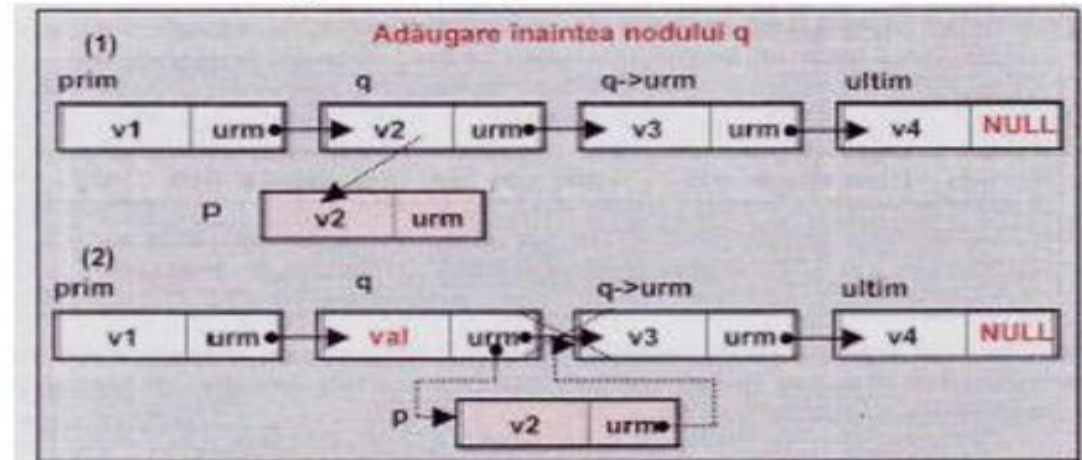 Adăugare înaintea nodului q
(1)
prim q q->urm ultim
v1 urm v2 urm v3 urm v4 NULL
P v2 urm
(2)
prim q q->urm ultim
v1 urm val urm v3 urm v4 NULL
p v2 urm